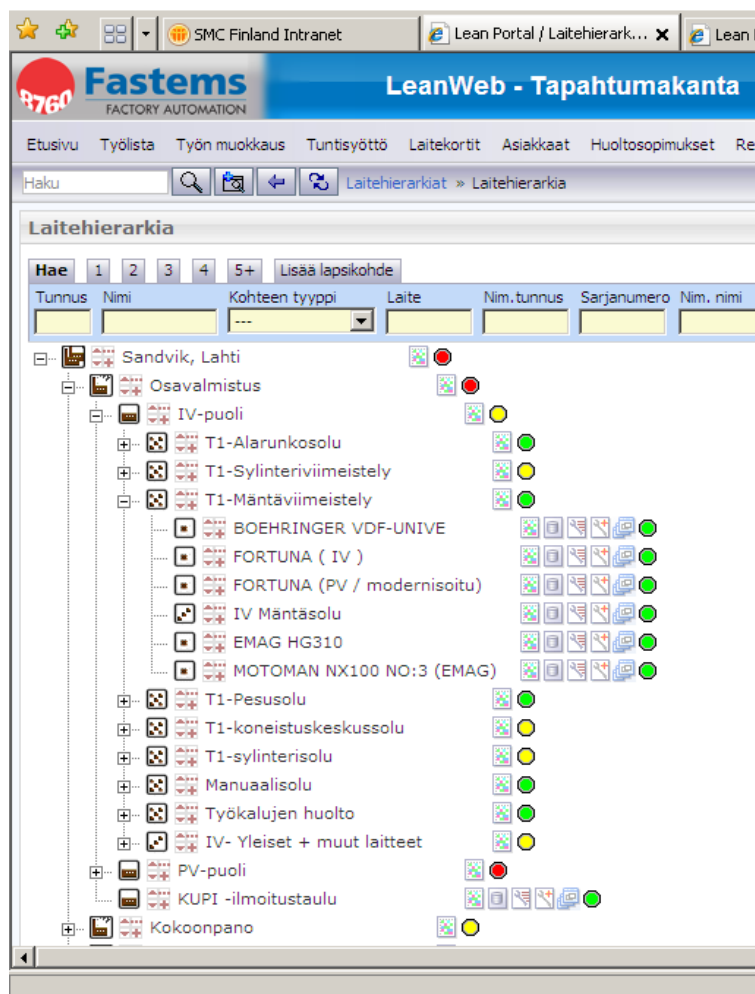 SMC Finland Intranet
Lean Portal / Laitehierark...
Lean
8760 Fastems LeanWeb - Tapahtumakanta
FACTORY AUTOMATION
Etusivu Työlista Työn muokkaus Tuntisyöttö Laitekortit Asiakkaat Huoltosopimukset Re
Haku Laitehierarkiat » Laitehierarkia
Laitehierarkia
Hae 1 2 3 4 5+ Lisää lapsikohde
Tunnus Nimi Kohteen tyyppi Laite Nim.tunnus Sarjanumero Nim. nimi
---
Sandvik, Lahti
Osavalmistus
IV-puoli
T1-Alarunkosolu
T1-Sylinteriviimeistely
T1-Mäntäviimeistely
BOEHRINGER VDF-UNIVE
FORTUNA ( IV )
FORTUNA (PV / modernisoitu)
IV Mäntäsolu
EMAG HG310
MOTOMAN NX100 NO:3 (EMAG)
T1-Pesusolu
T1-koneistuskeskussolu
T1-sylinterisolu
Manuaalisolu
Työkalujen huolto
IV- Yleiset + muut laitteet
PV-puoli
KUPI -ilmoitustaulu
Kokoonpano